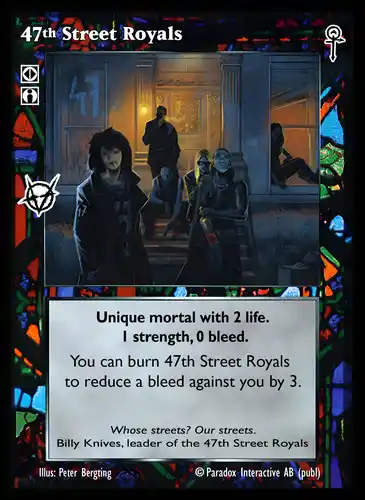 47th Street Royals
Unique mortal with 2 life.
1 strength, 0 bleed.
You can burn 47th Street Royals
to reduce a bleed against you by 3.
Whose streets? Our streets.
Billy Knives, leader of the 47th Street Royals
Illus: Peter Bergting © Paradox Interactive AB (publ)